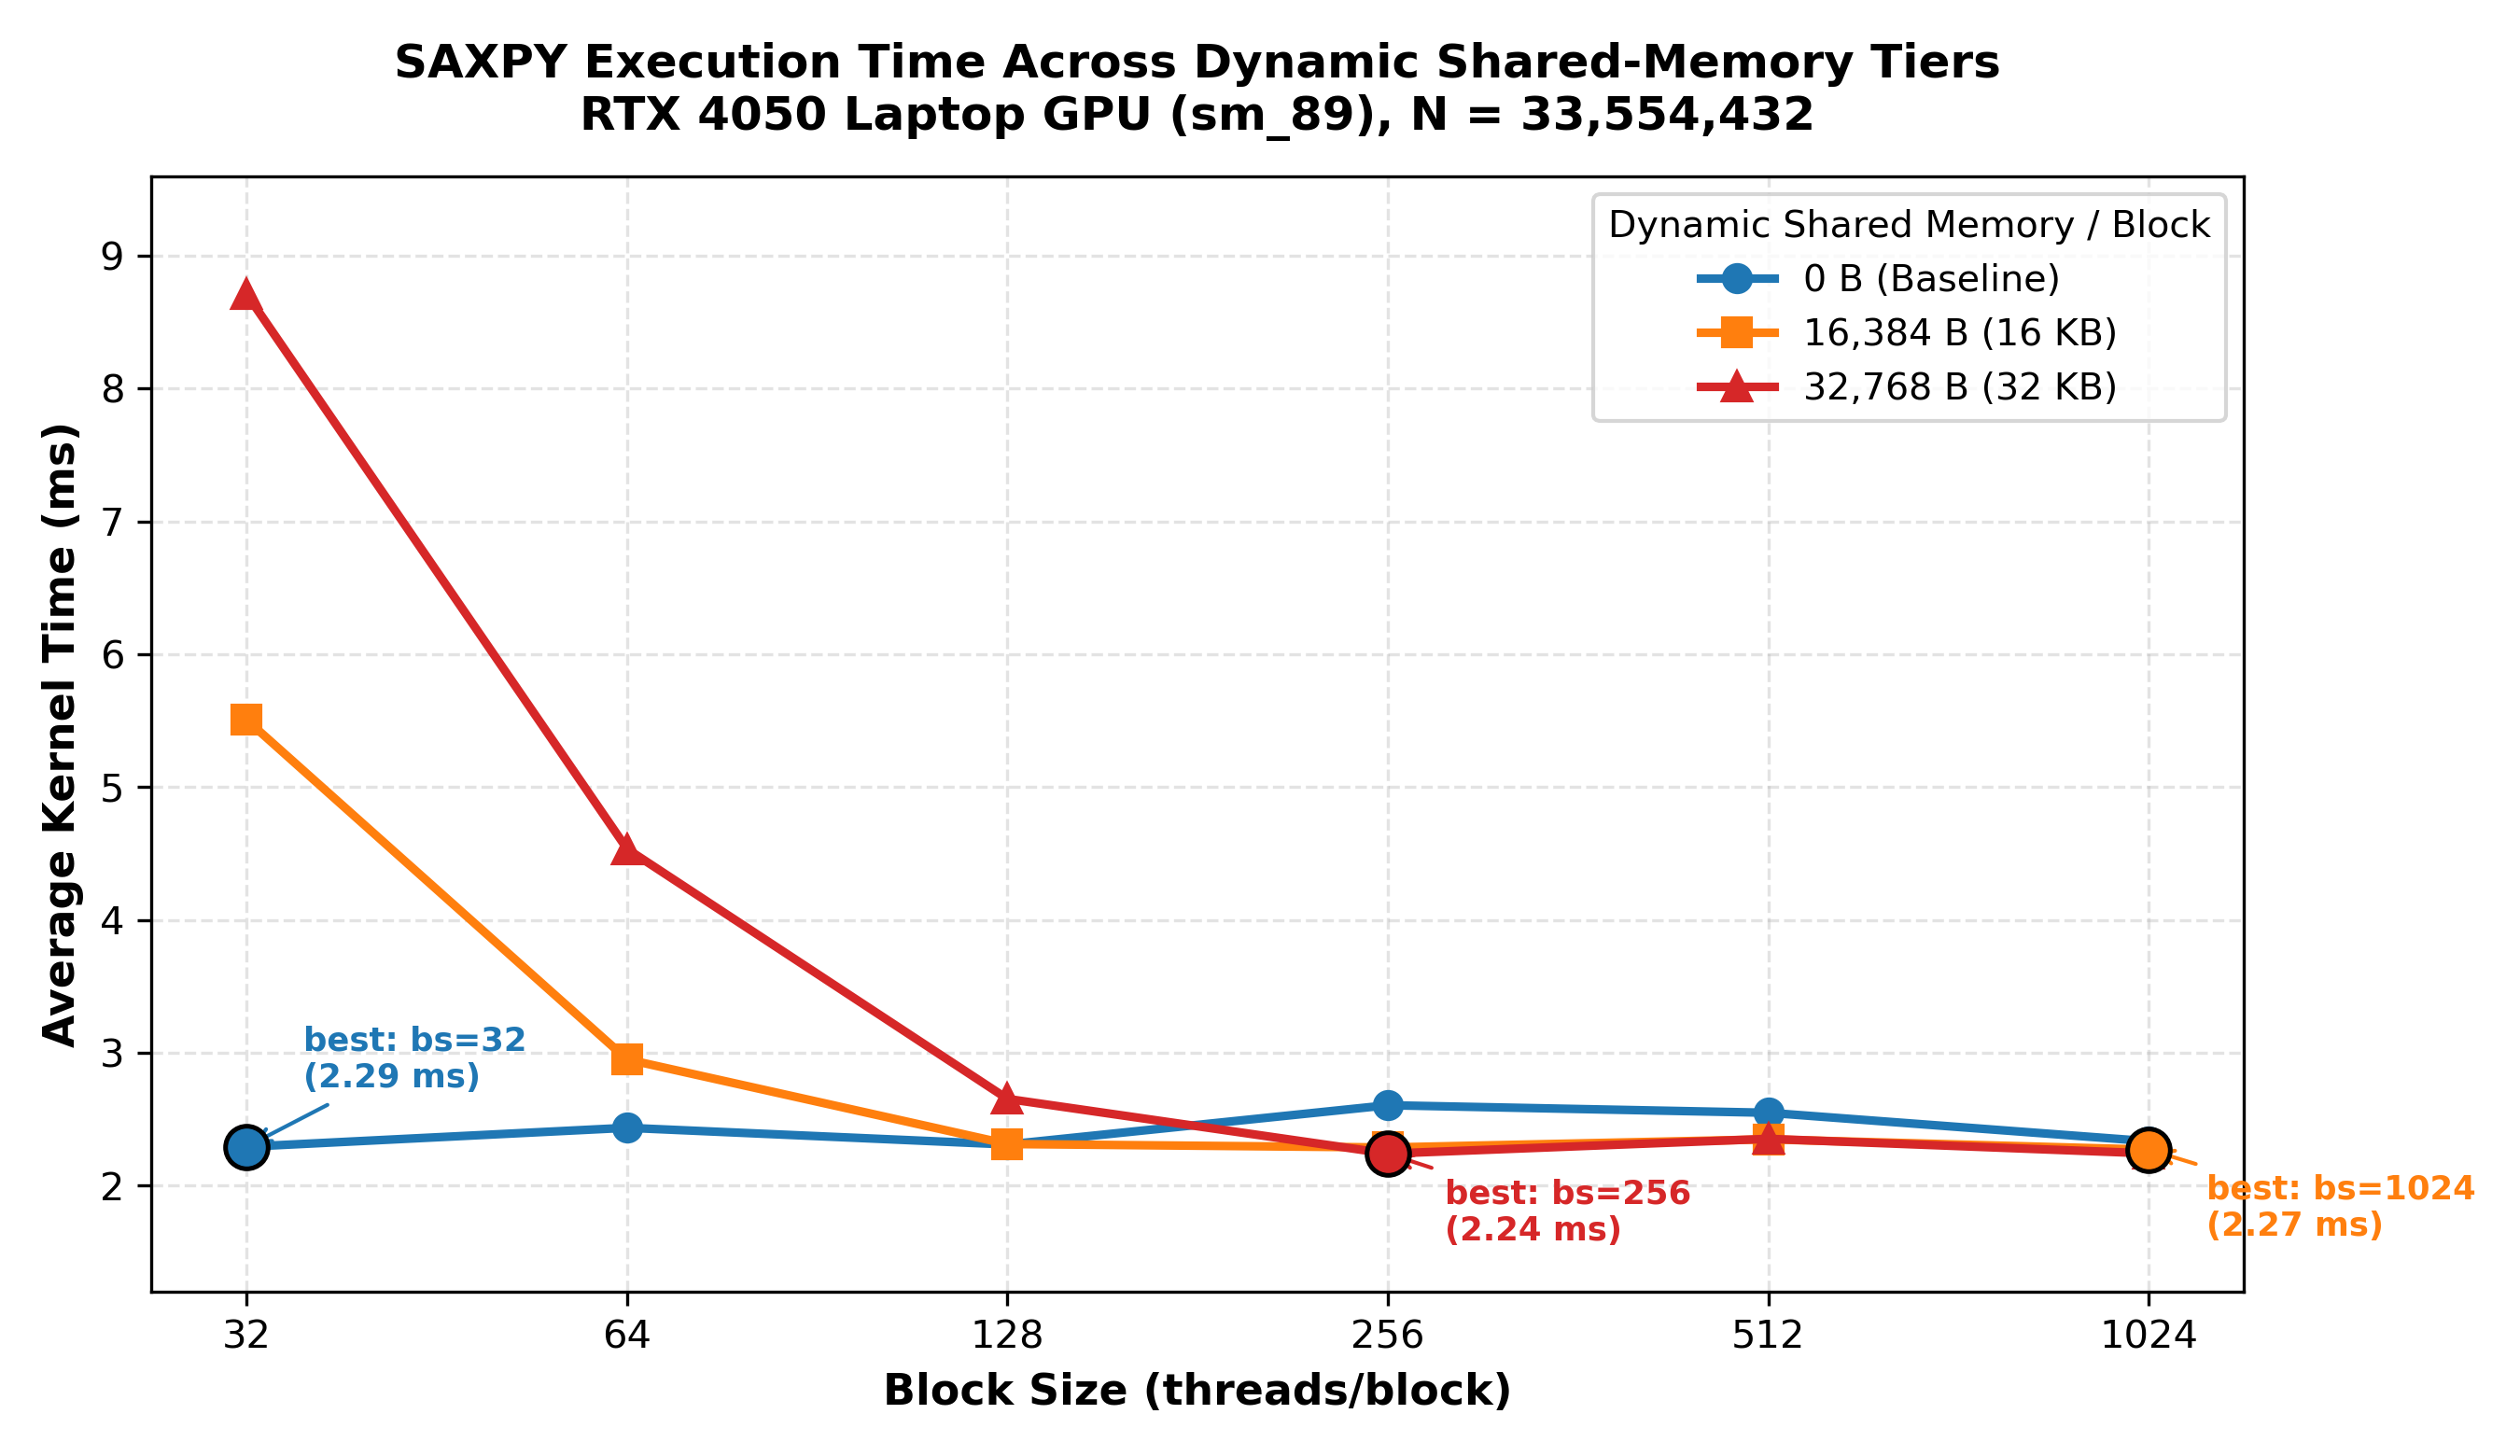 SAXPY Execution Time Across Dynamic Shared-Memory Tiers
RTX 4050 Laptop GPU (sm_89), N = 33,554,432
Dynamic Shared Memory / Block
0 B (Baseline)
16,384 B (16 KB)
32,768 B (32 KB)
Average Kernel Time (ms)
9
8
7
6
5
4
3
2
best: bs=32
(2.29 ms)
best: bs=256
(2.24 ms)
best: bs=1024
(2.27 ms)
32
64
128
256
512
1024
Block Size (threads/block)